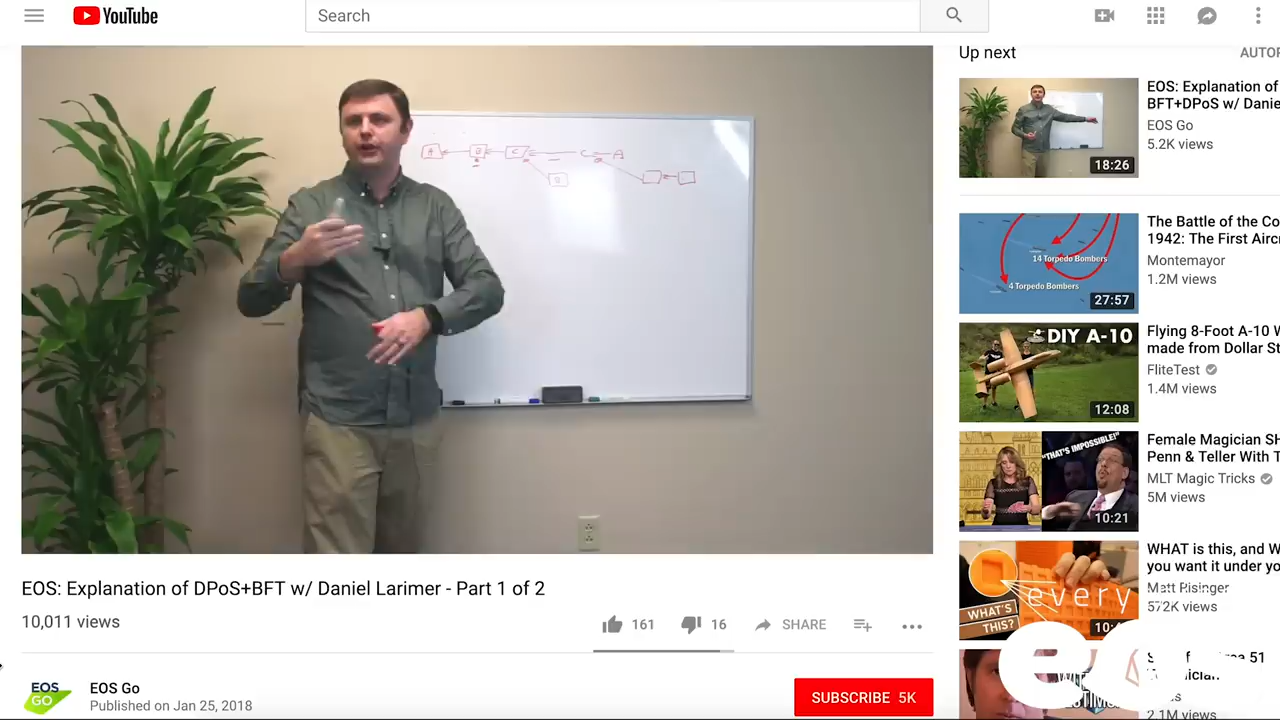 YouTube
Search
Up next
AUTOP
EOS: Explanation of
BFT+DPoS w/ Danie
EOS Go
5.2K views
18:26
The Battle of the Co
1942: The First Airc
Montemayor
1.2M views
14 Torpedo Bombers
4 Torpedo Bombers
27:57
Flying 8-Foot A-10 W
made from Dollar St
FliteTest
1.4M views
DIY A-10
12:08
Female Magician SH
Penn & Teller With T
MLT Magic Tricks
5M views
"THAT'S IMPOSSIBLE!"
10:21
WHAT is this, and W
you want it under yo
Matt Risinger
572K views
every
WHAT'S
THIS?
EOS: Explanation of DPoS+BFT w/ Daniel Larimer - Part 1 of 2
10,011 views
161
16
SHARE
EOS
GO
EOS Go
Published on Jan 25, 2018
SUBSCRIBE 5K
2.1M views